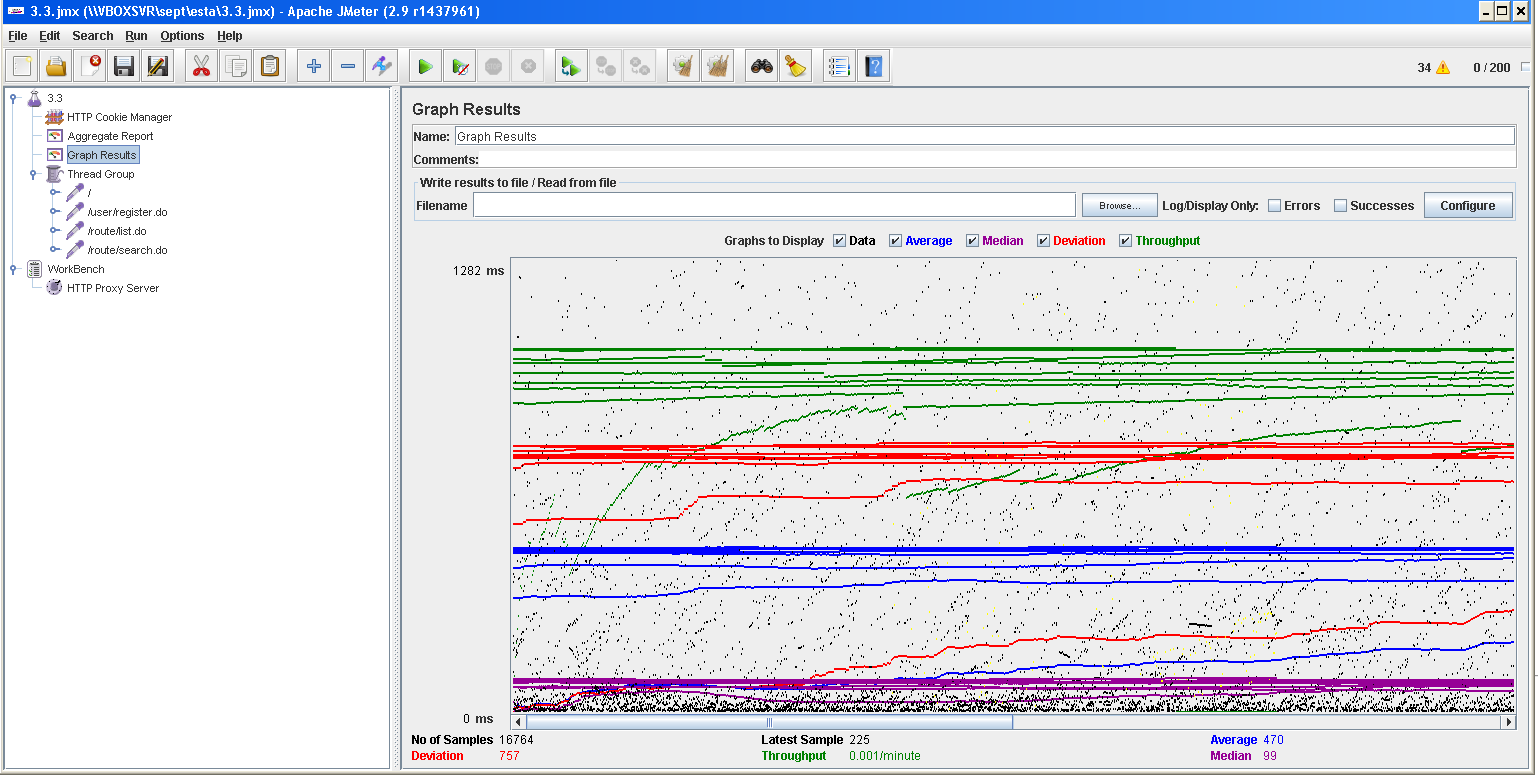 3.3.jmx (\\VBOXSVR\sept\esta\3.3.jmx) - Apache JMeter (2.9 r1437961)
File Edit Search Run Options Help
34 0 / 200
3.3
HTTP Cookie Manager
Aggregate Report
Graph Results
Thread Group
/
/user/register.do
/route/list.do
/route/search.do
WorkBench
HTTP Proxy Server
Graph Results
Name: Graph Results
Comments:
Write results to file / Read from file
Filename Browse... Log/Display Only: Errors Successes Configure
Graphs to Display Data Average Median Deviation Throughput
1282 ms
0 ms
No of Samples 16764 Latest Sample 225 Average 470
Deviation 757 Throughput 0.001/minute Median 99